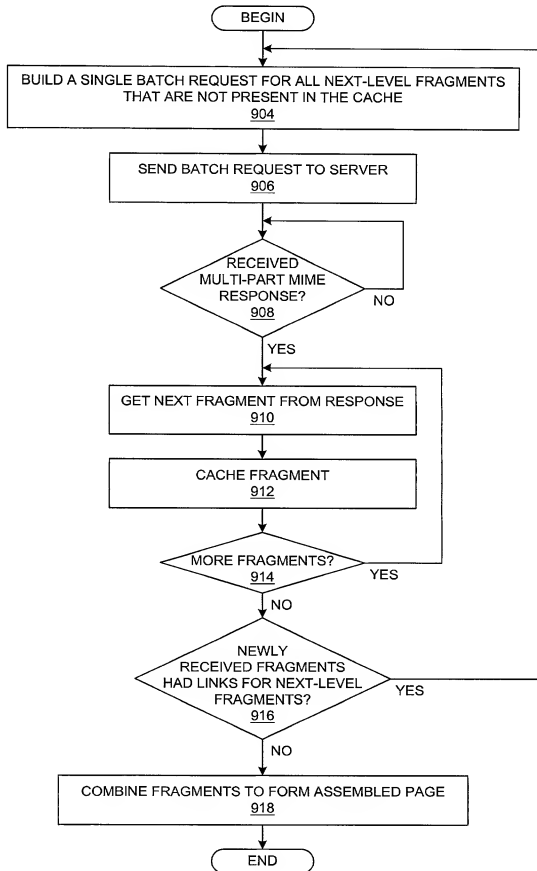 BEGIN
BUILD A SINGLE BATCH REQUEST FOR ALL NEXT-LEVEL FRAGMENTS
THAT ARE NOT PRESENT IN THE CACHE
904
SEND BATCH REQUEST TO SERVER
906
RECEIVED
MULTI-PART MIME
RESPONSE?
908
NO
YES
GET NEXT FRAGMENT FROM RESPONSE
910
CACHE FRAGMENT
912
MORE FRAGMENTS?
914
YES
NO
NEWLY
RECEIVED FRAGMENTS
HAD LINKS FOR NEXT-LEVEL
FRAGMENTS?
916
YES
NO
COMBINE FRAGMENTS TO FORM ASSEMBLED PAGE
918
END